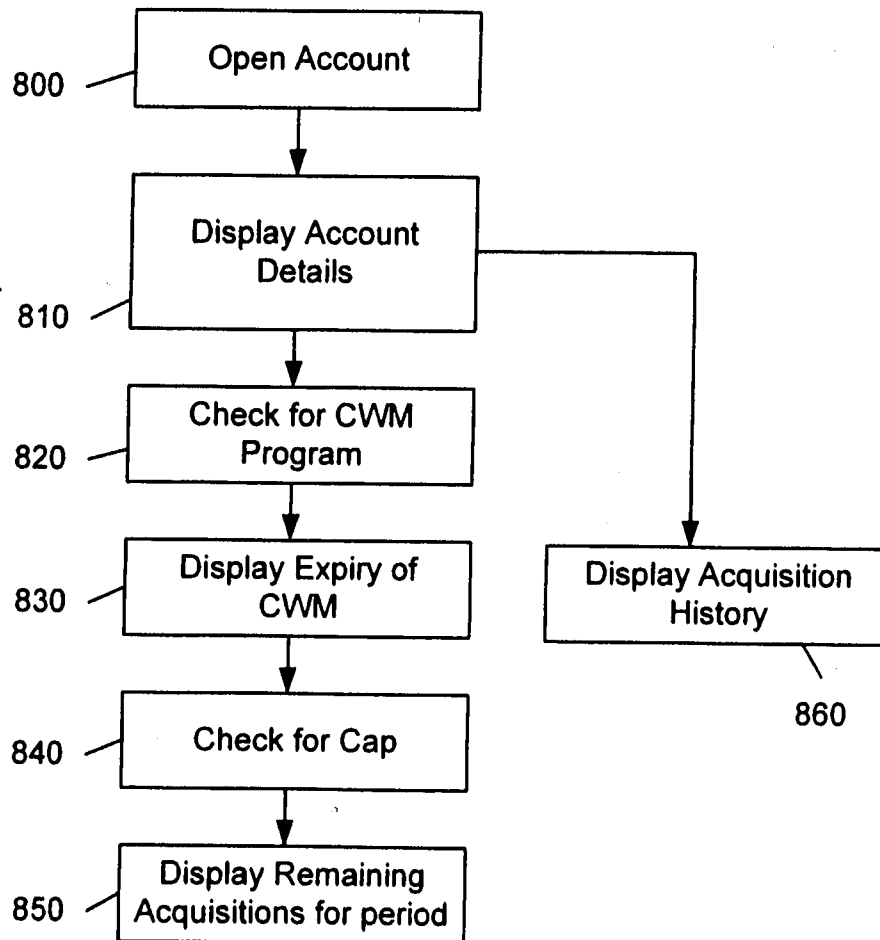 Open Account
800
Display Account
Details
810
Check for CWM
Program
820
Display Expiry of
CWM
830
Display Acquisition
History
860
Check for Cap
840
Display Remaining
Acquisitions for period
850